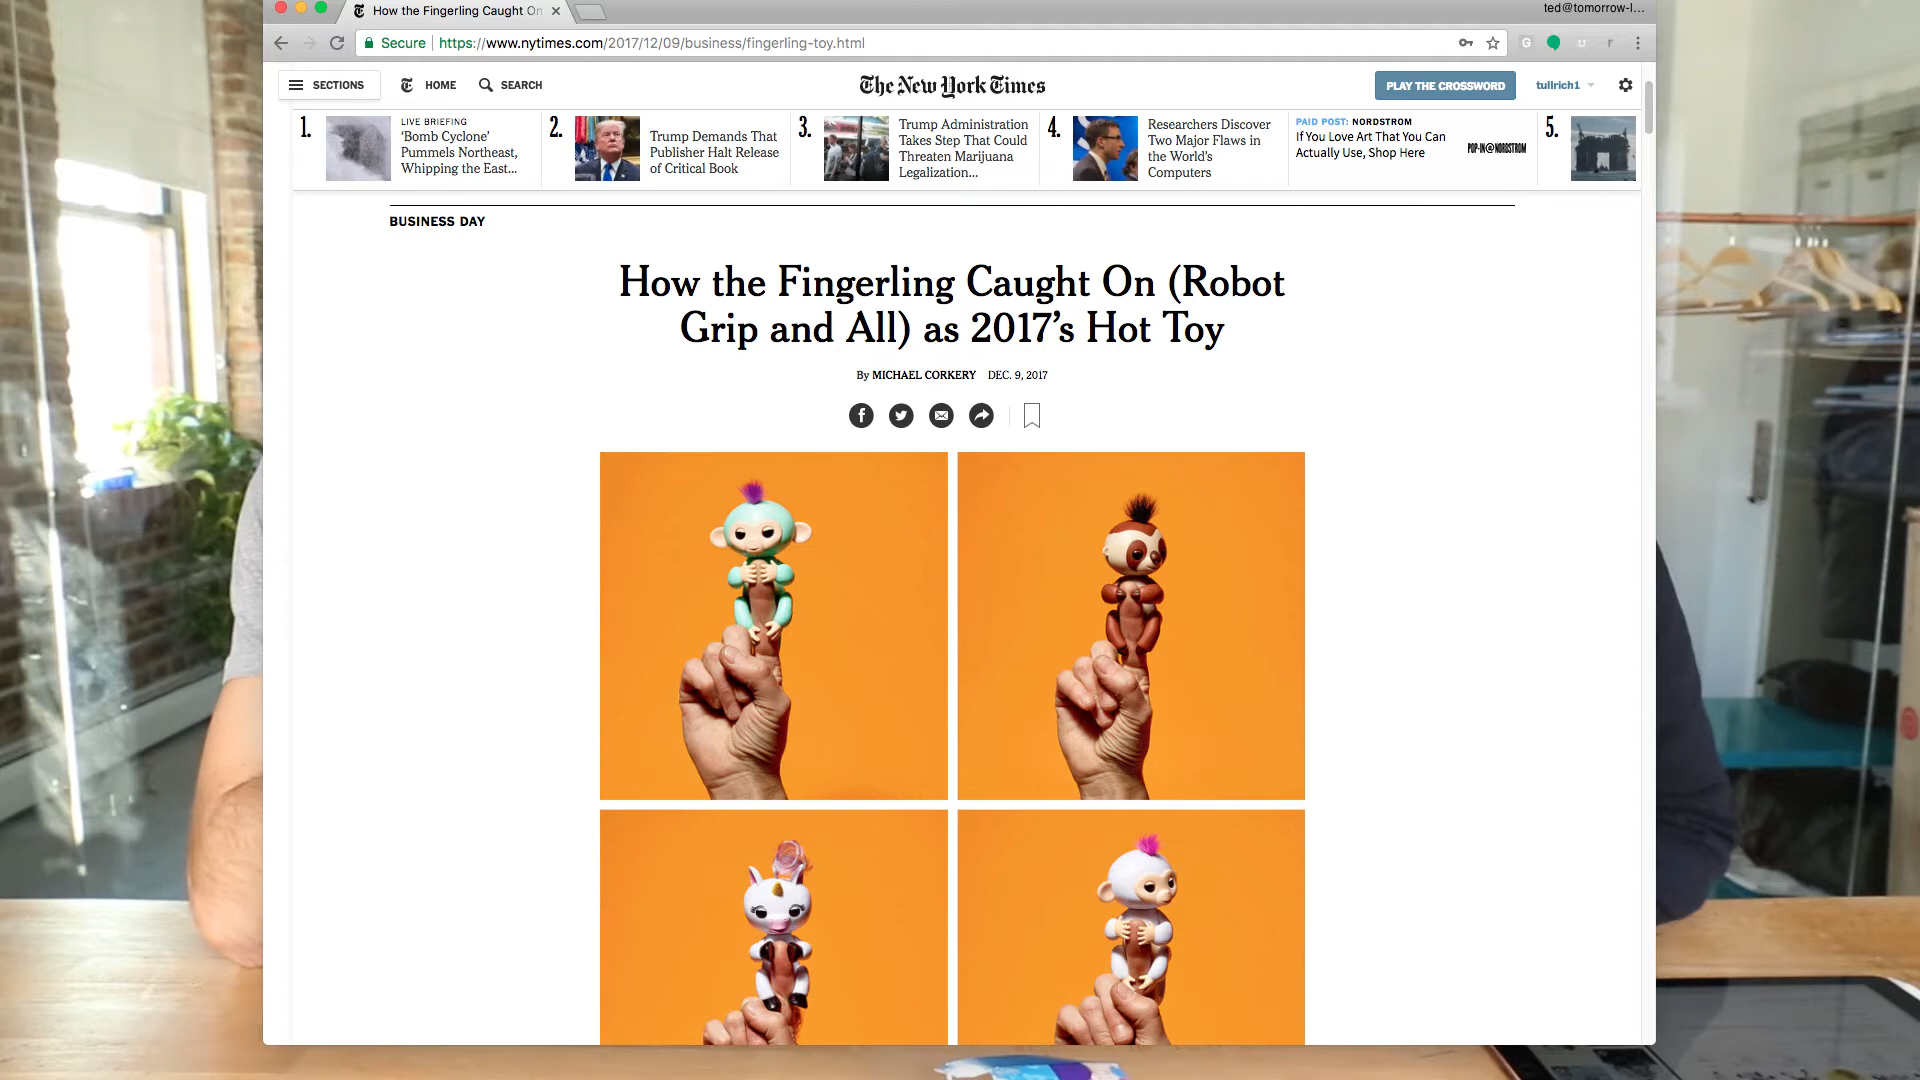 How the Fingerling Caught On
ted@tomorrow-l...
Secure
https://www.nytimes.com/2017/12/09/business/fingerling-toy.html
SECTIONS
HOME
SEARCH
The New York Times
PLAY THE CROSSWORD
tullrich1
1.
LIVE BRIEFING
‘Bomb Cyclone’
Pummels Northeast,
Whipping the East...
2.
Trump Demands That
Publisher Halt Release
of Critical Book
3.
Trump Administration
Takes Step That Could
Threaten Marijuana
Legalization...
4.
Researchers Discover
Two Major Flaws in
the World’s
Computers
PAID POST: NORDSTROM
If You Love Art That You Can
Actually Use, Shop Here
POP-IN@NORDSTROM
5.
BUSINESS DAY
How the Fingerling Caught On (Robot
Grip and All) as 2017’s Hot Toy
By MICHAEL CORKERY DEC. 9, 2017